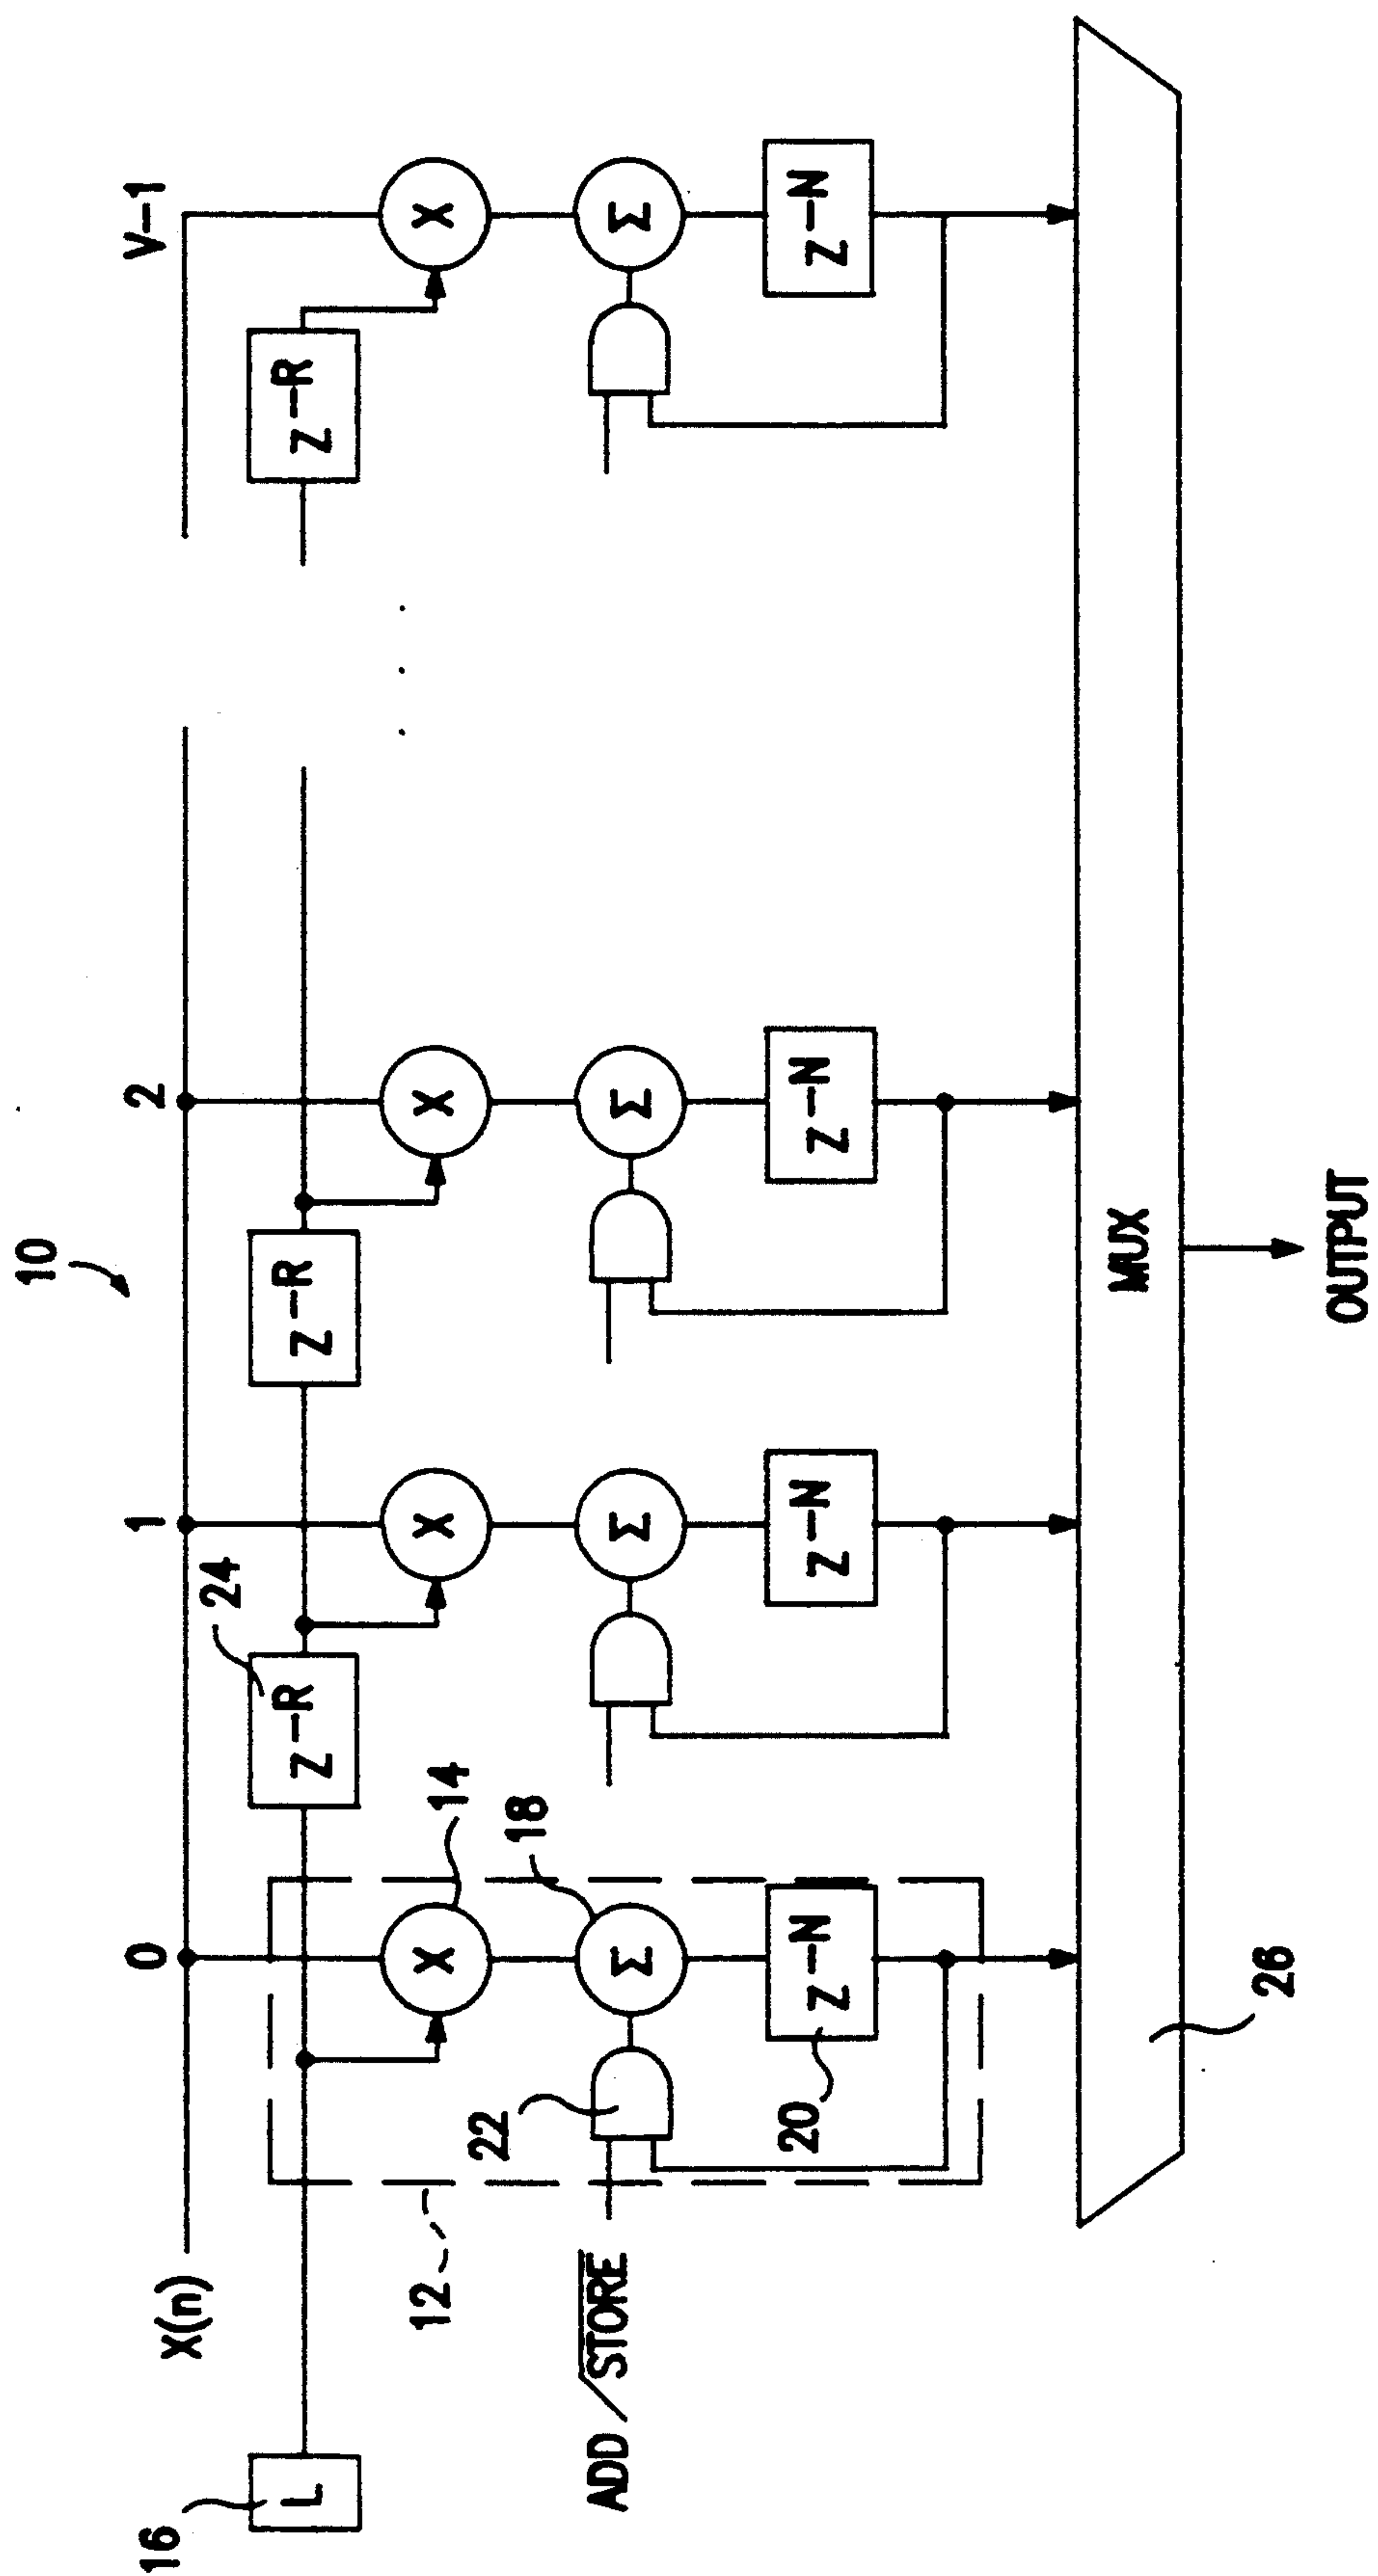 10
0
1
2
V-1
X(n)
16
L
24
Z-R
Z-R
Z-R
12
14
X
X
X
X
ADD/STORE
22
18
Σ
Σ
Σ
Σ
20
Z-N
Z-N
Z-N
Z-N
26
MUX
OUTPUT